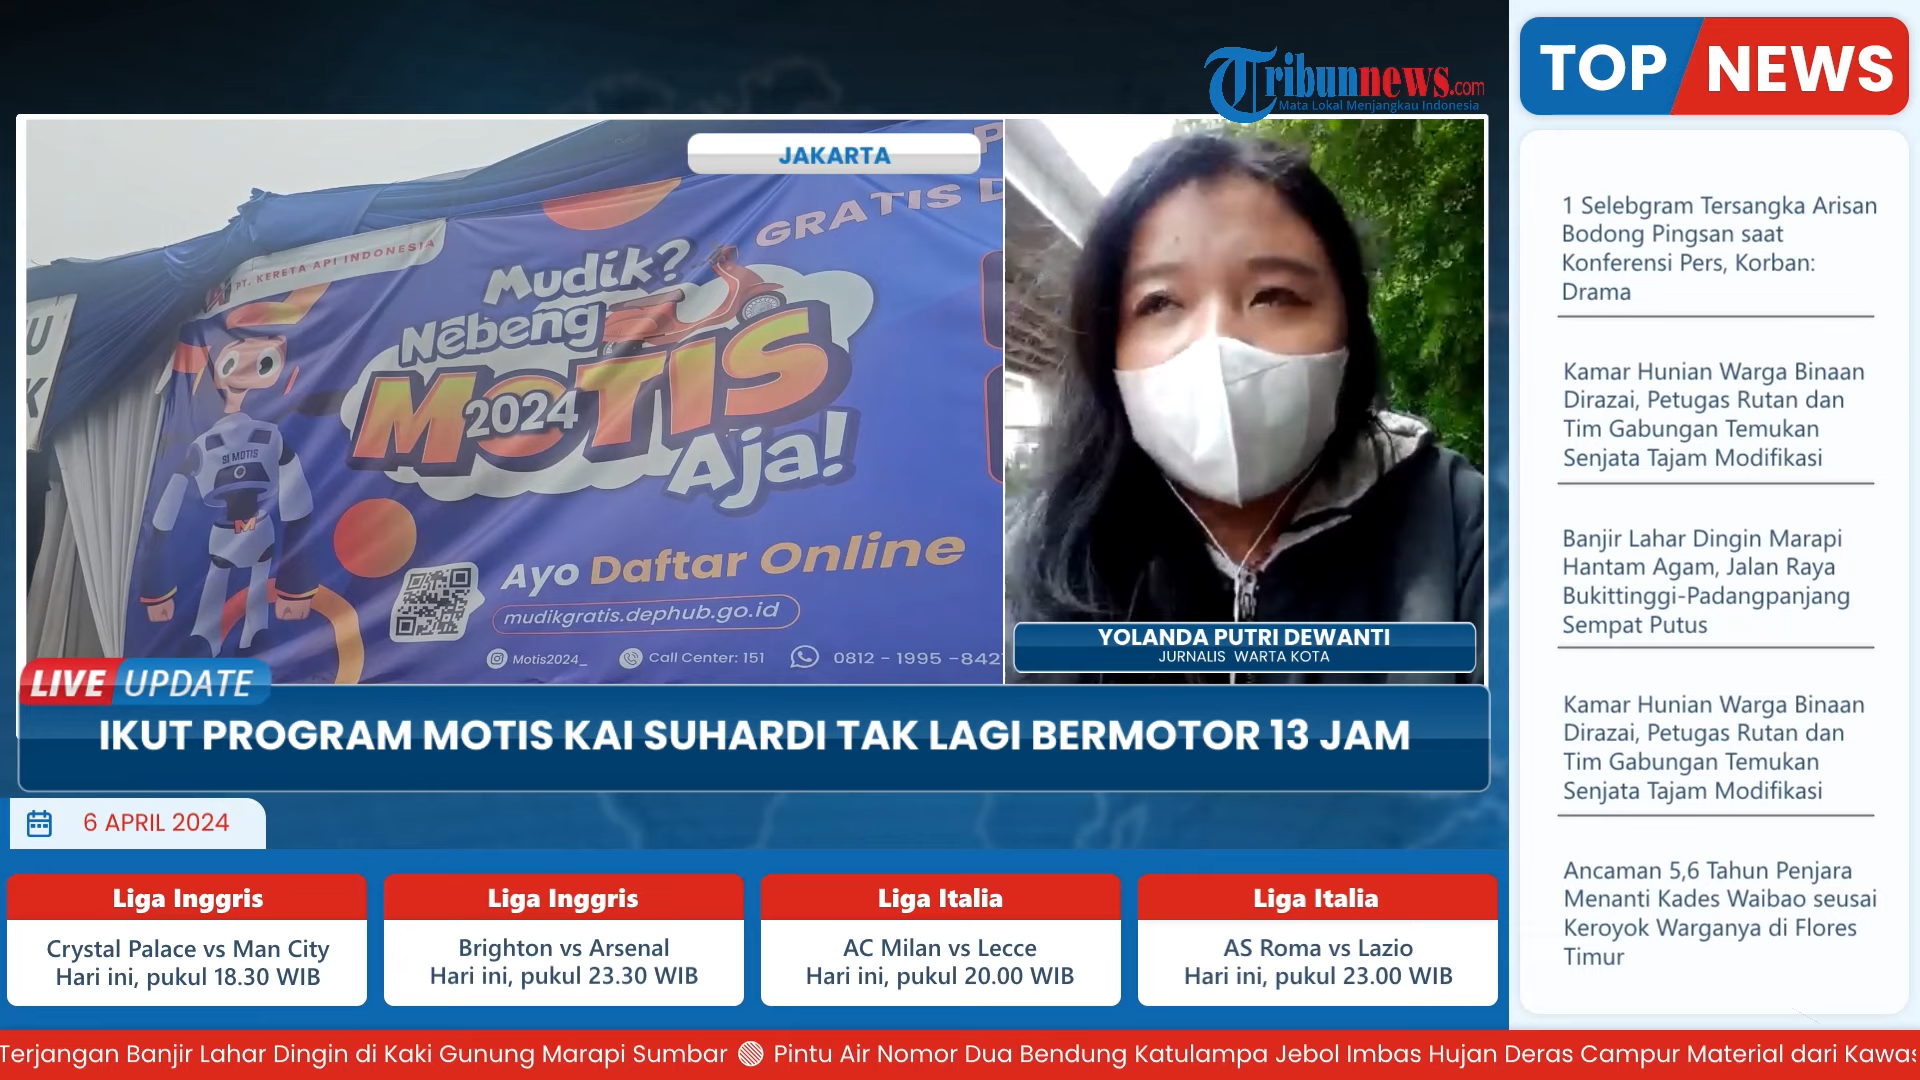 Tribunnews.com
Mata Lokal Menjangkau Indonesia
TOP NEWS
JAKARTA
PT. KERETA API INDONESIA
GRATIS D
Mudik?
Nebeng
MOTIS
2024
Aja!
SI MOTIS
M
Ayo Daftar Online
mudikgratis.dephub.go.id
Motis2024_
Call Center: 151
0812 - 1995 -842
YOLANDA PUTRI DEWANTI
JURNALIS WARTA KOTA
LIVE UPDATE
IKUT PROGRAM MOTIS KAI SUHARDI TAK LAGI BERMOTOR 13 JAM
6 APRIL 2024
Liga Inggris
Crystal Palace vs Man City
Hari ini, pukul 18.30 WIB
Liga Inggris
Brighton vs Arsenal
Hari ini, pukul 23.30 WIB
Liga Italia
AC Milan vs Lecce
Hari ini, pukul 20.00 WIB
Liga Italia
AS Roma vs Lazio
Hari ini, pukul 23.00 WIB
1 Selebgram Tersangka Arisan
Bodong Pingsan saat
Konferensi Pers, Korban:
Drama
Kamar Hunian Warga Binaan
Dirazai, Petugas Rutan dan
Tim Gabungan Temukan
Senjata Tajam Modifikasi
Banjir Lahar Dingin Marapi
Hantam Agam, Jalan Raya
Bukittinggi-Padangpanjang
Sempat Putus
Kamar Hunian Warga Binaan
Dirazai, Petugas Rutan dan
Tim Gabungan Temukan
Senjata Tajam Modifikasi
Ancaman 5,6 Tahun Penjara
Menanti Kades Waibao seusai
Keroyok Warganya di Flores
Timur
Terjangan Banjir Lahar Dingin di Kaki Gunung Marapi Sumbar Pintu Air Nomor Dua Bendung Katulampa Jebol Imbas Hujan Deras Campur Material dari Kawas